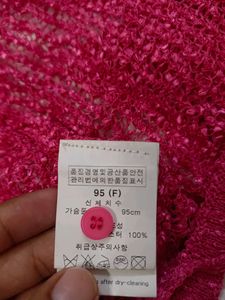 품질경영및공산품안전
관리법에의한품질표시
95 (F)
신 체 치 수
가슴둘 95cm
성
터 100%
취급상주의사항
after dry-cleaning